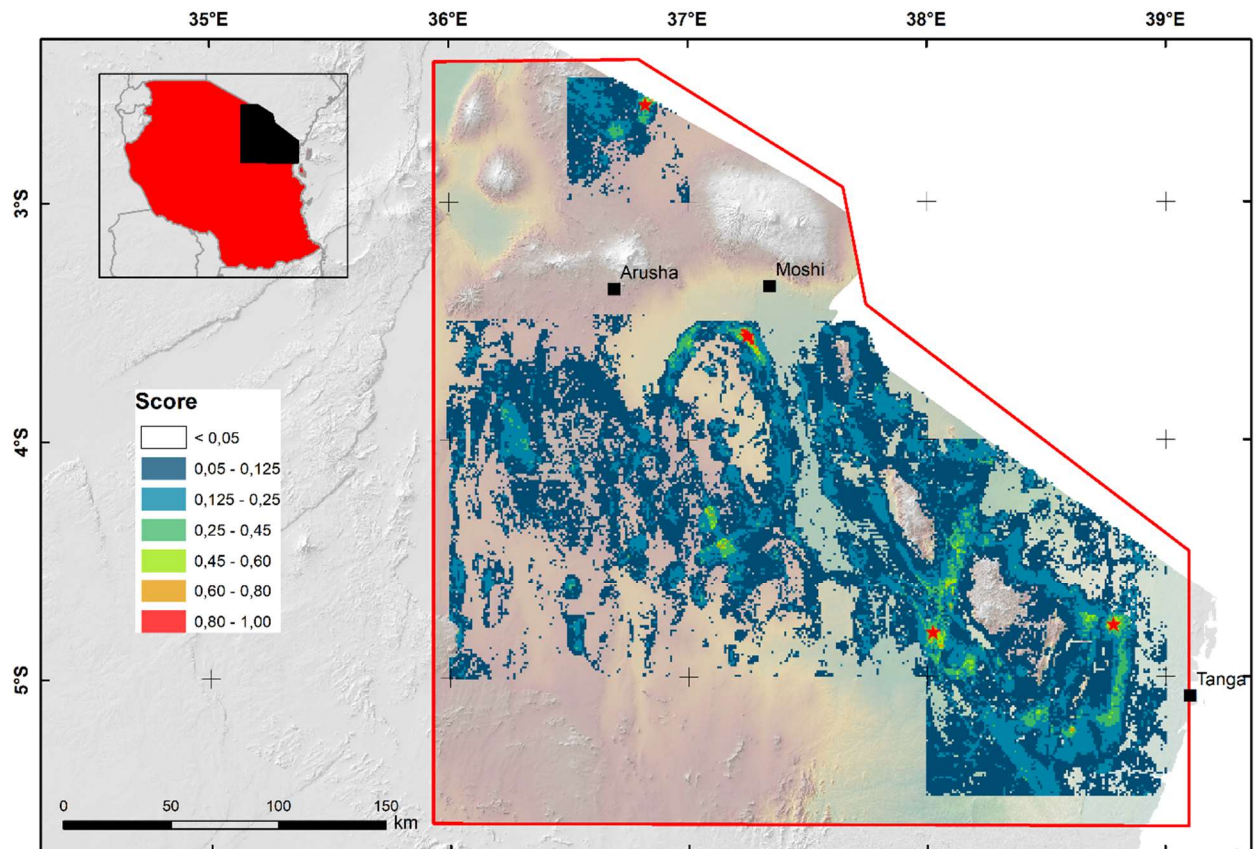 35°E 36°E 37°E 38°E 39°E
3°S
Arusha
Moshi
Score
< 0,05
4°S
0,05 - 0,125
0,125 - 0,25
0,25 - 0,45
0,45 - 0,60
0,60 - 0,80
0,80 - 1,00
5°S
Tanga
0 50 100 150
km